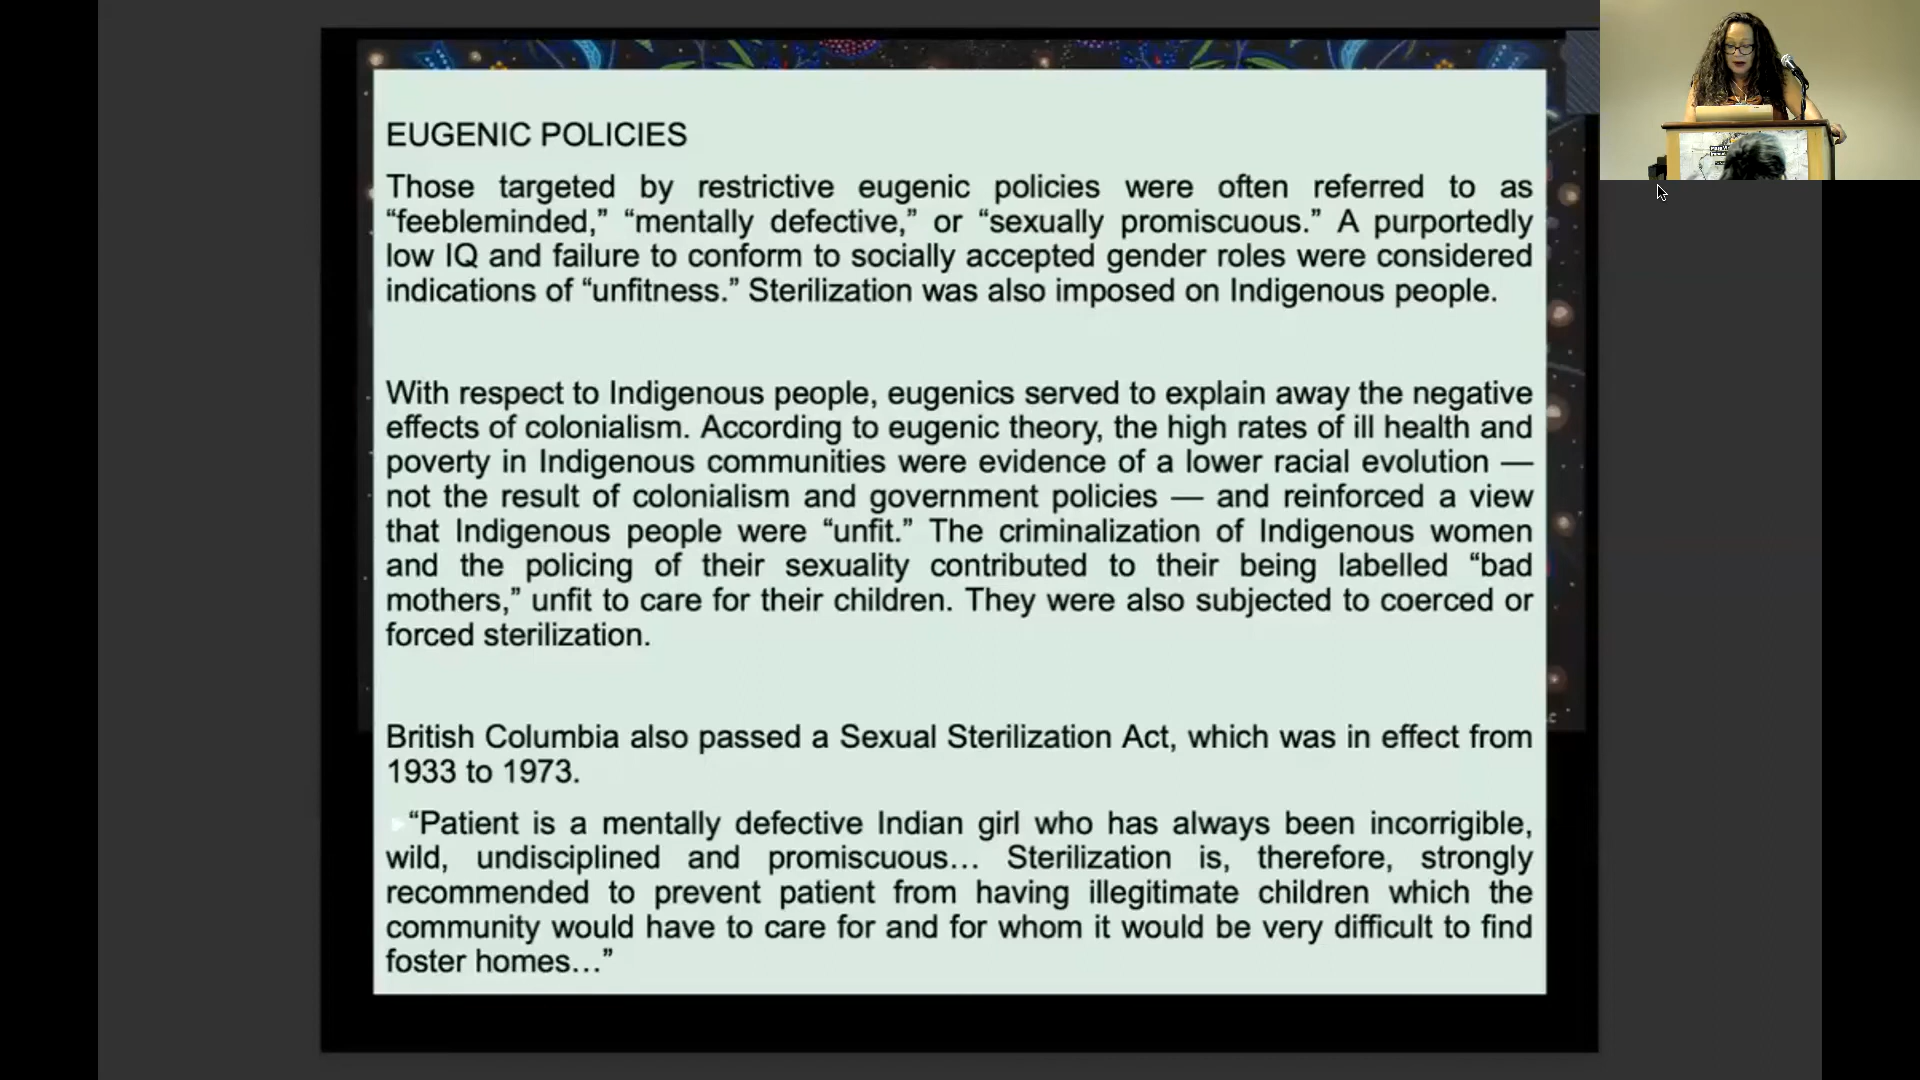 EUGENIC POLICIES
Those targeted by restrictive eugenic policies were often referred to as
“feebleminded,” “mentally defective,” or “sexually promiscuous.” A purportedly
low IQ and failure to conform to socially accepted gender roles were considered
indications of “unfitness.” Sterilization was also imposed on Indigenous people.
With respect to Indigenous people, eugenics served to explain away the negative
effects of colonialism. According to eugenic theory, the high rates of ill health and
poverty in Indigenous communities were evidence of a lower racial evolution —
not the result of colonialism and government policies — and reinforced a view
that Indigenous people were “unfit.” The criminalization of Indigenous women
and the policing of their sexuality contributed to their being labelled “bad
mothers,” unfit to care for their children. They were also subjected to coerced or
forced sterilization.
British Columbia also passed a Sexual Sterilization Act, which was in effect from
1933 to 1973.
“Patient is a mentally defective Indian girl who has always been incorrigible,
wild, undisciplined and promiscuous… Sterilization is, therefore, strongly
recommended to prevent patient from having illegitimate children which the
community would have to care for and for whom it would be very difficult to find
foster homes…”